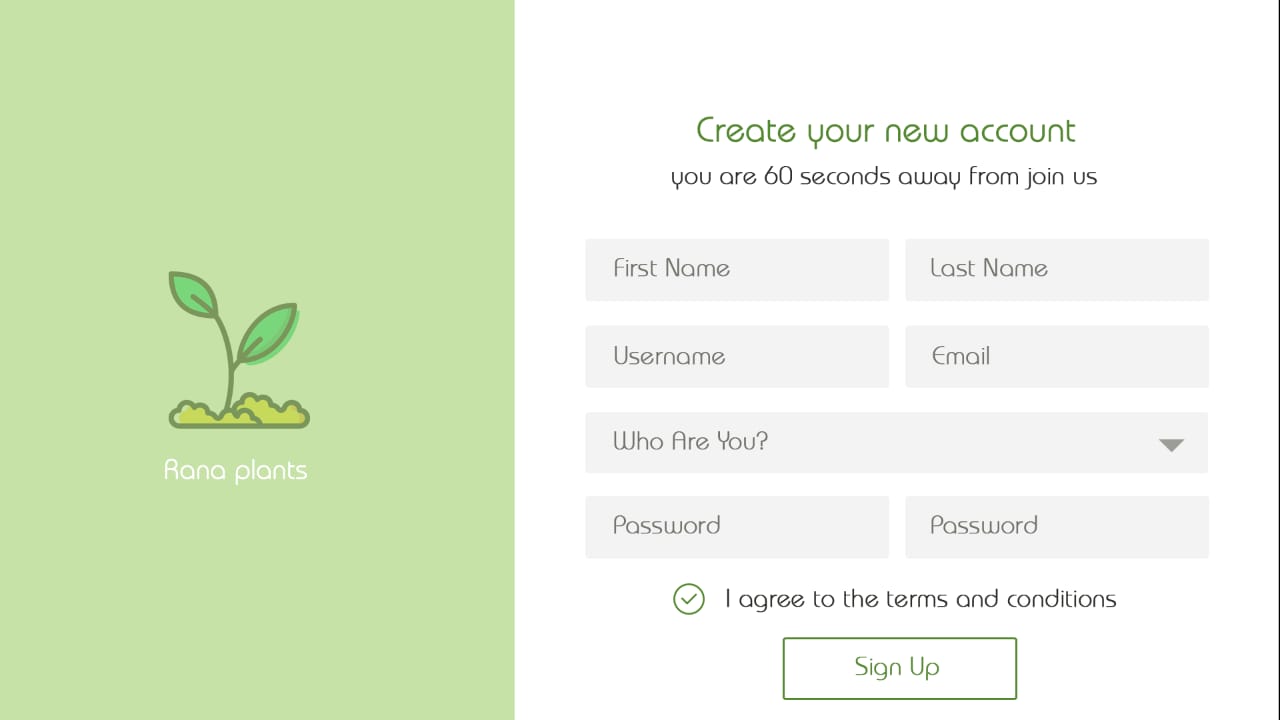 Rana plants
Create your new account
you are 60 seconds away from join us
First Name
Last Name
Username
Email
Who Are You?
Password
Password
I agree to the terms and conditions
Sign Up